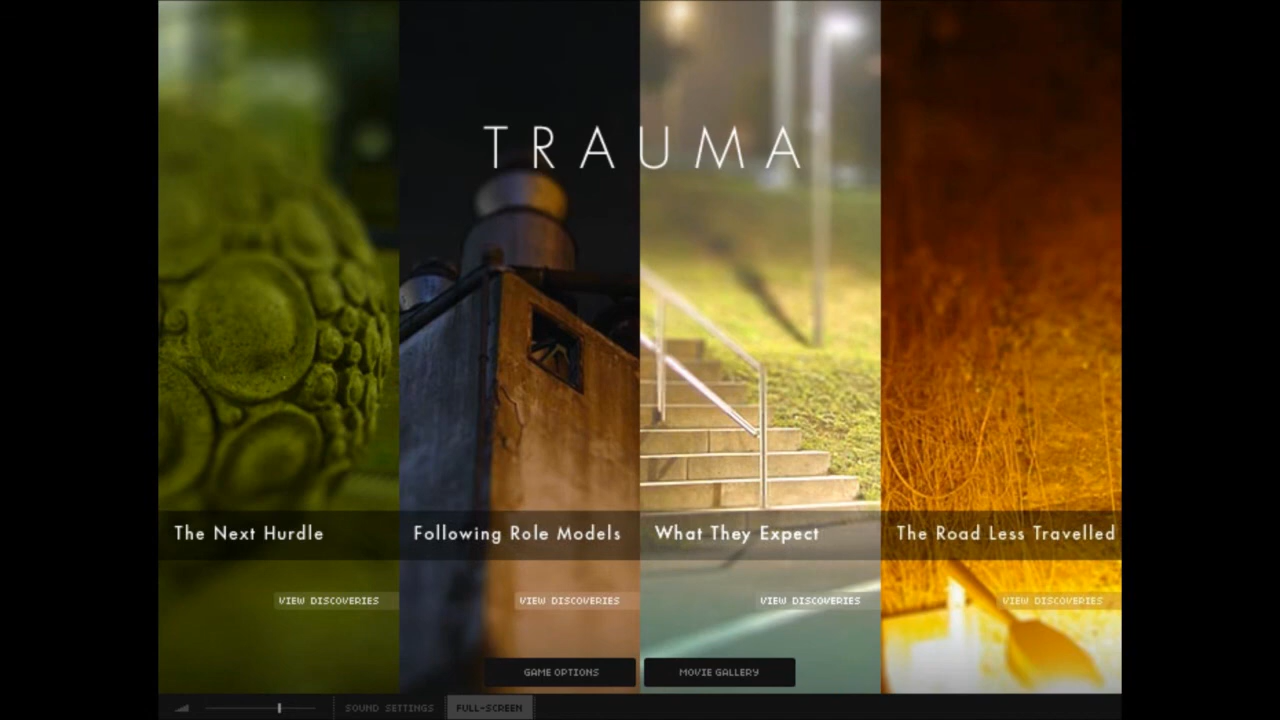 TRAUMA
The Next Hurdle
Following Role Models
What They Expect
The Road Less Travelled
VIEW DISCOVERIES
VIEW DISCOVERIES
VIEW DISCOVERIES
VIEW DISCOVERIES
GAME OPTIONS
MOVIE GALLERY
SOUND SETTINGS
FULL-SCREEN